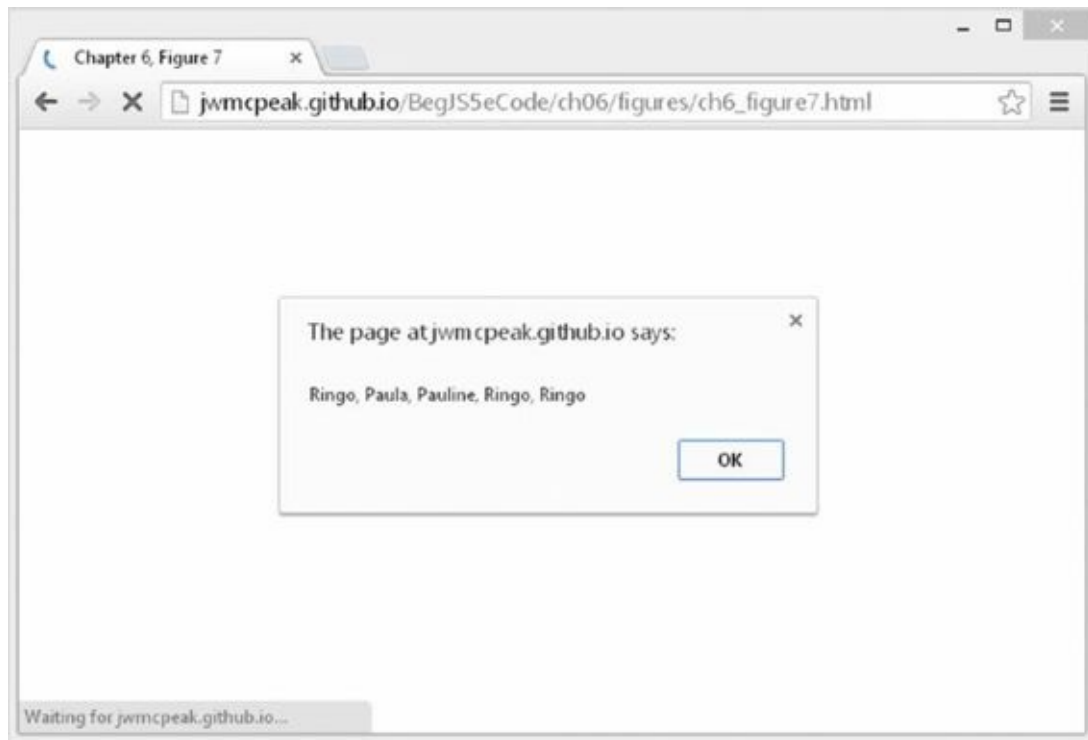 Chapter 6, Figure 7
jwmcpeak.github.io/BegJS5eCode/ch06/figures/ch6_figure7.html
The page at jwmcpeak.github.io says:
Ringo, Paula, Pauline, Ringo, Ringo
OK
Waiting for jwmcpeak.github.io...